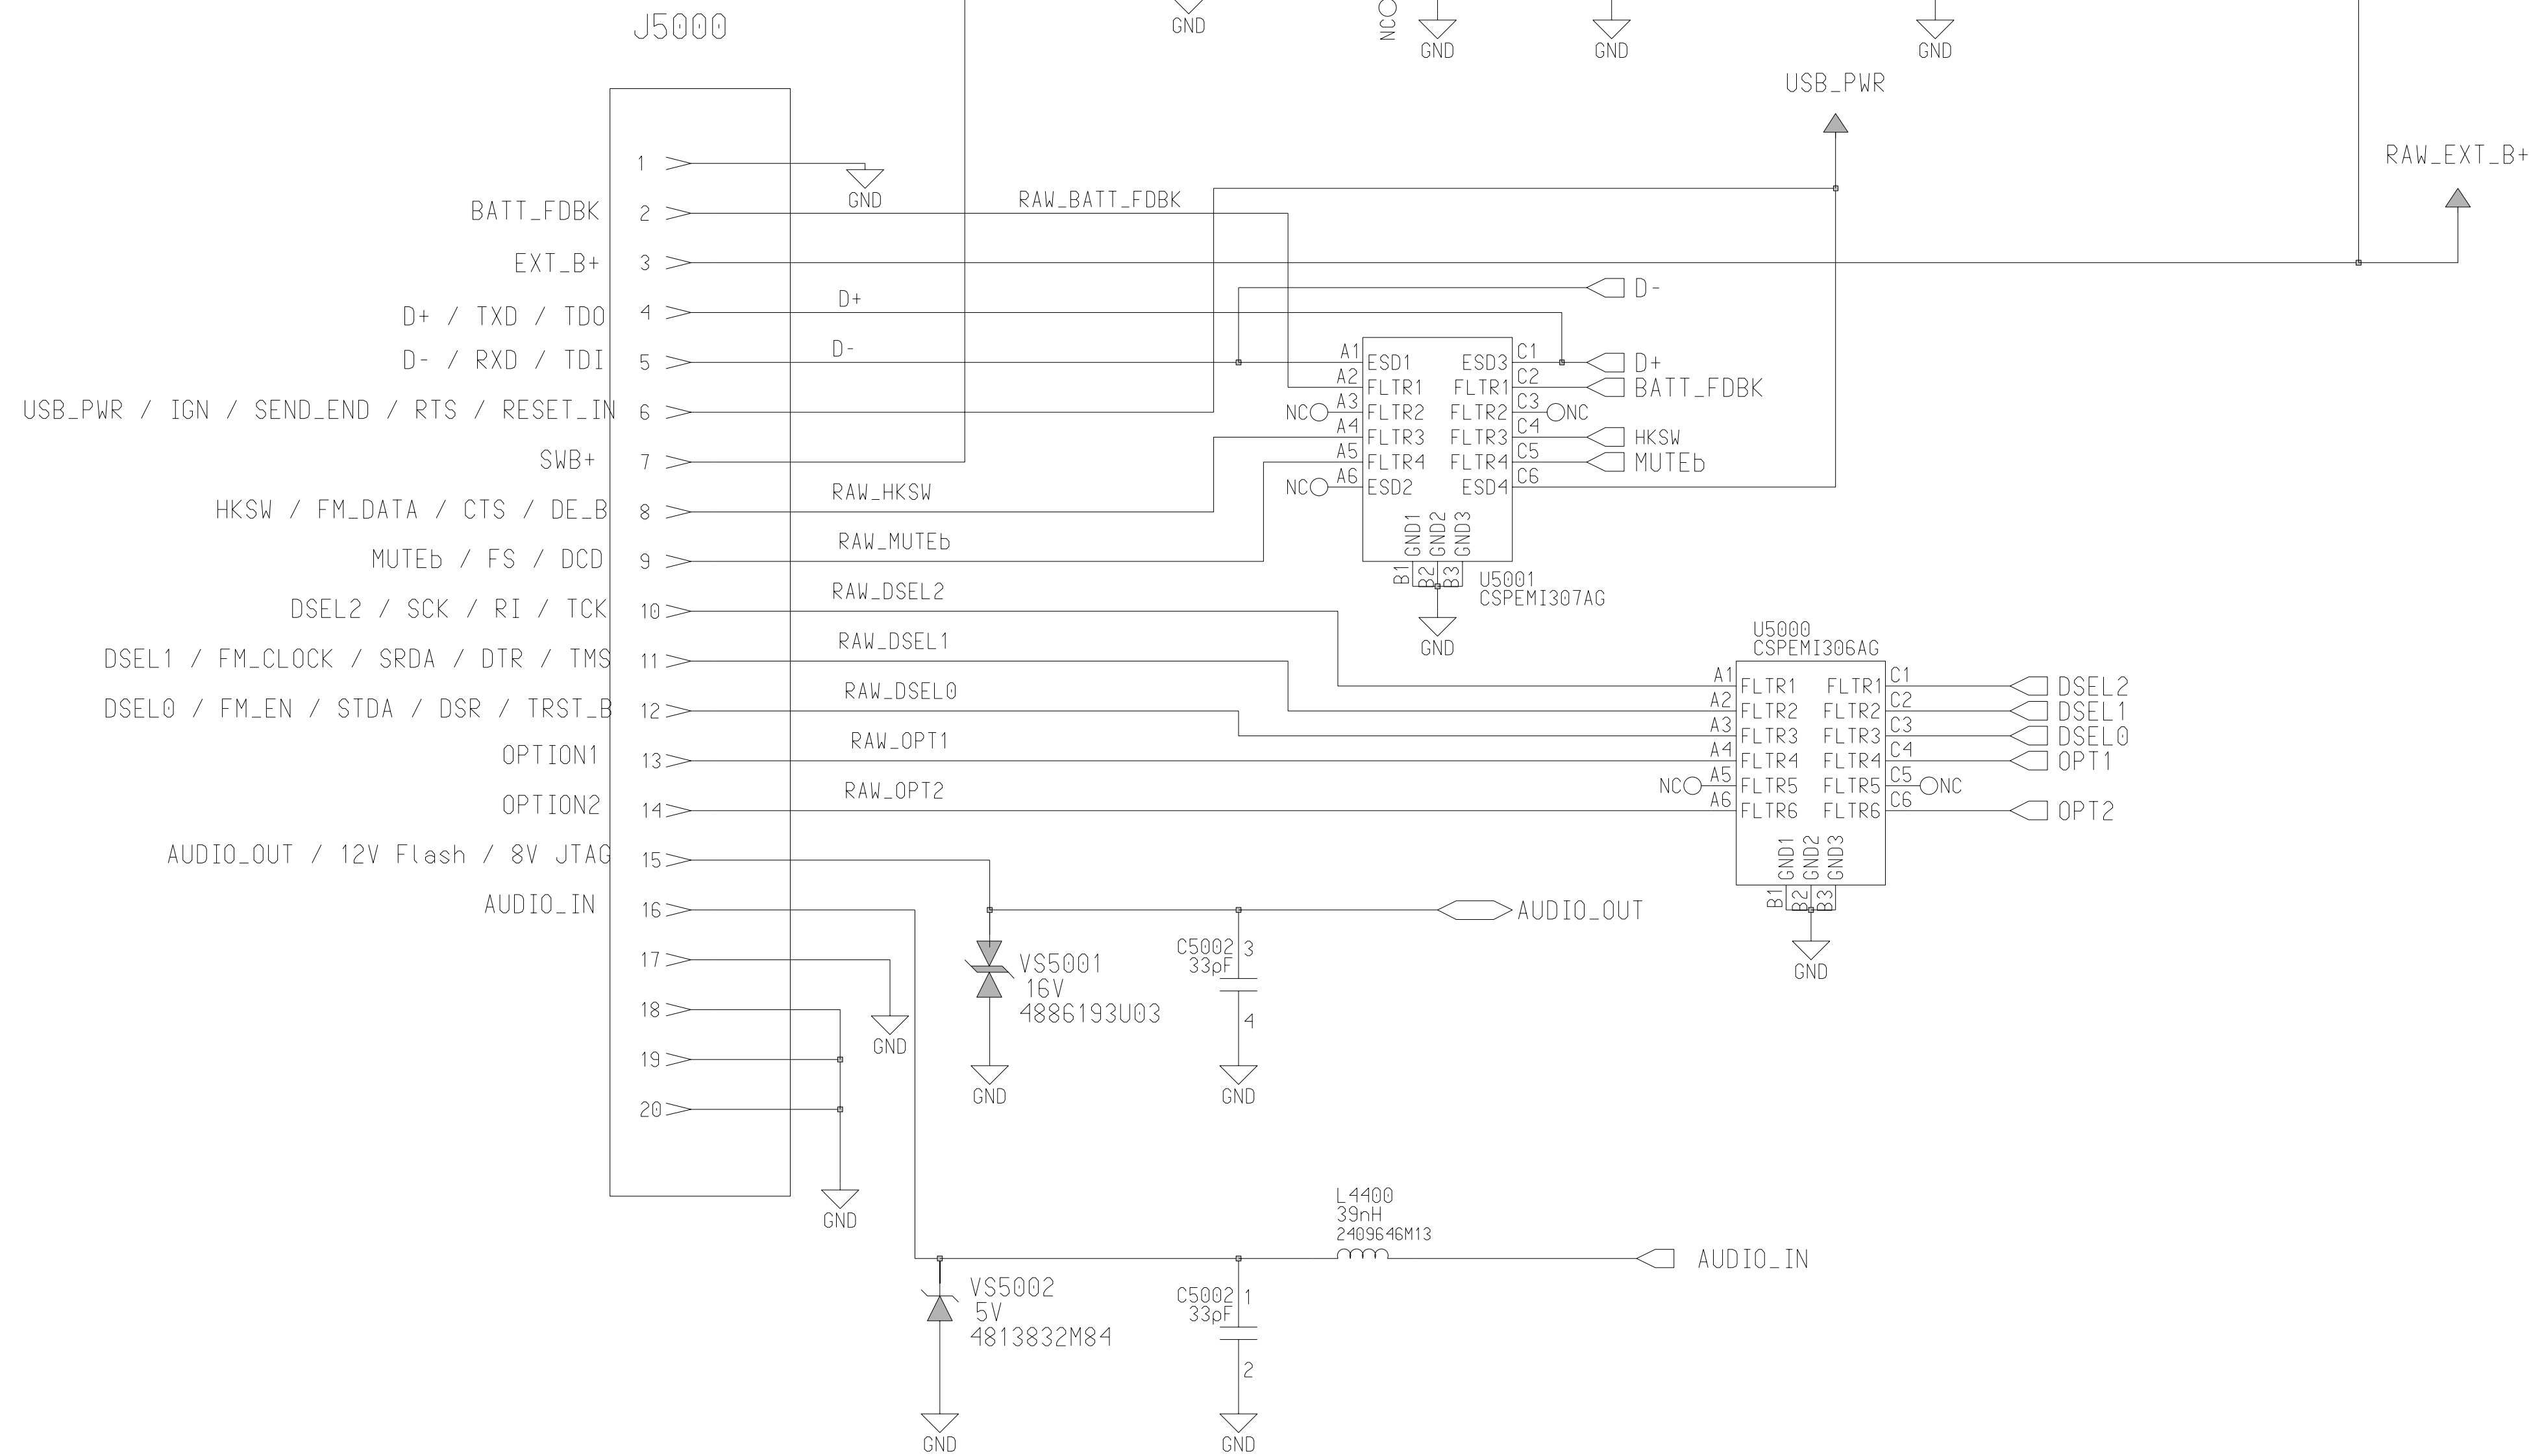 J5000
GND
NC
GND
GND
GND
USB_PWR
RAW_EXT_B+
1
GND
BATT_FDBK 2 RAW_BATT_FDBK
EXT_B+ 3
D-
D+ / TXD / TDO 4 D+
D- / RXD / TDI 5 D-
USB_PWR / IGN / SEND_END / RTS / RESET_IN 6
SWB+ 7
HKSW / FM_DATA / CTS / DE_B 8 RAW_HKSW
MUTEb / FS / DCD 9 RAW_MUTEb
DSEL2 / SCK / RI / TCK 10 RAW_DSEL2
DSEL1 / FM_CLOCK / SRDA / DTR / TMS 11 RAW_DSEL1
DSEL0 / FM_EN / STDA / DSR / TRST_B 12 RAW_DSEL0
OPTION1 13 RAW_OPT1
OPTION2 14 RAW_OPT2
AUDIO_OUT / 12V Flash / 8V JTAG 15
AUDIO_IN 16
17
18
19
20
GND
GND
A1 ESD1 ESD3 C1 D+
A2 FLTR1 FLTR1 C2 BATT_FDBK
NC A3 FLTR2 FLTR2 C3 NC
A4 FLTR3 FLTR3 C4 HKSW
A5 FLTR4 FLTR4 C5 MUTEb
NC A6 ESD2 ESD4 C6
GND1 GND2 GND3
B1 B2 B3
U5001
CSPEMI307AG
GND
U5000
CSPEMI306AG
A1 FLTR1 FLTR1 C1 DSEL2
A2 FLTR2 FLTR2 C2 DSEL1
A3 FLTR3 FLTR3 C3 DSEL0
A4 FLTR4 FLTR4 C4 OPT1
NC A5 FLTR5 FLTR5 C5 NC
A6 FLTR6 FLTR6 C6 OPT2
GND1 GND2 GND3
B1 B2 B3
GND
AUDIO_OUT
VS5001
16V
4886193U03
GND
C5002 3
33pF
4
GND
L4400
39nH
2409646M13
AUDIO_IN
VS5002
5V
4813832M84
GND
C5002 1
33pF
2
GND